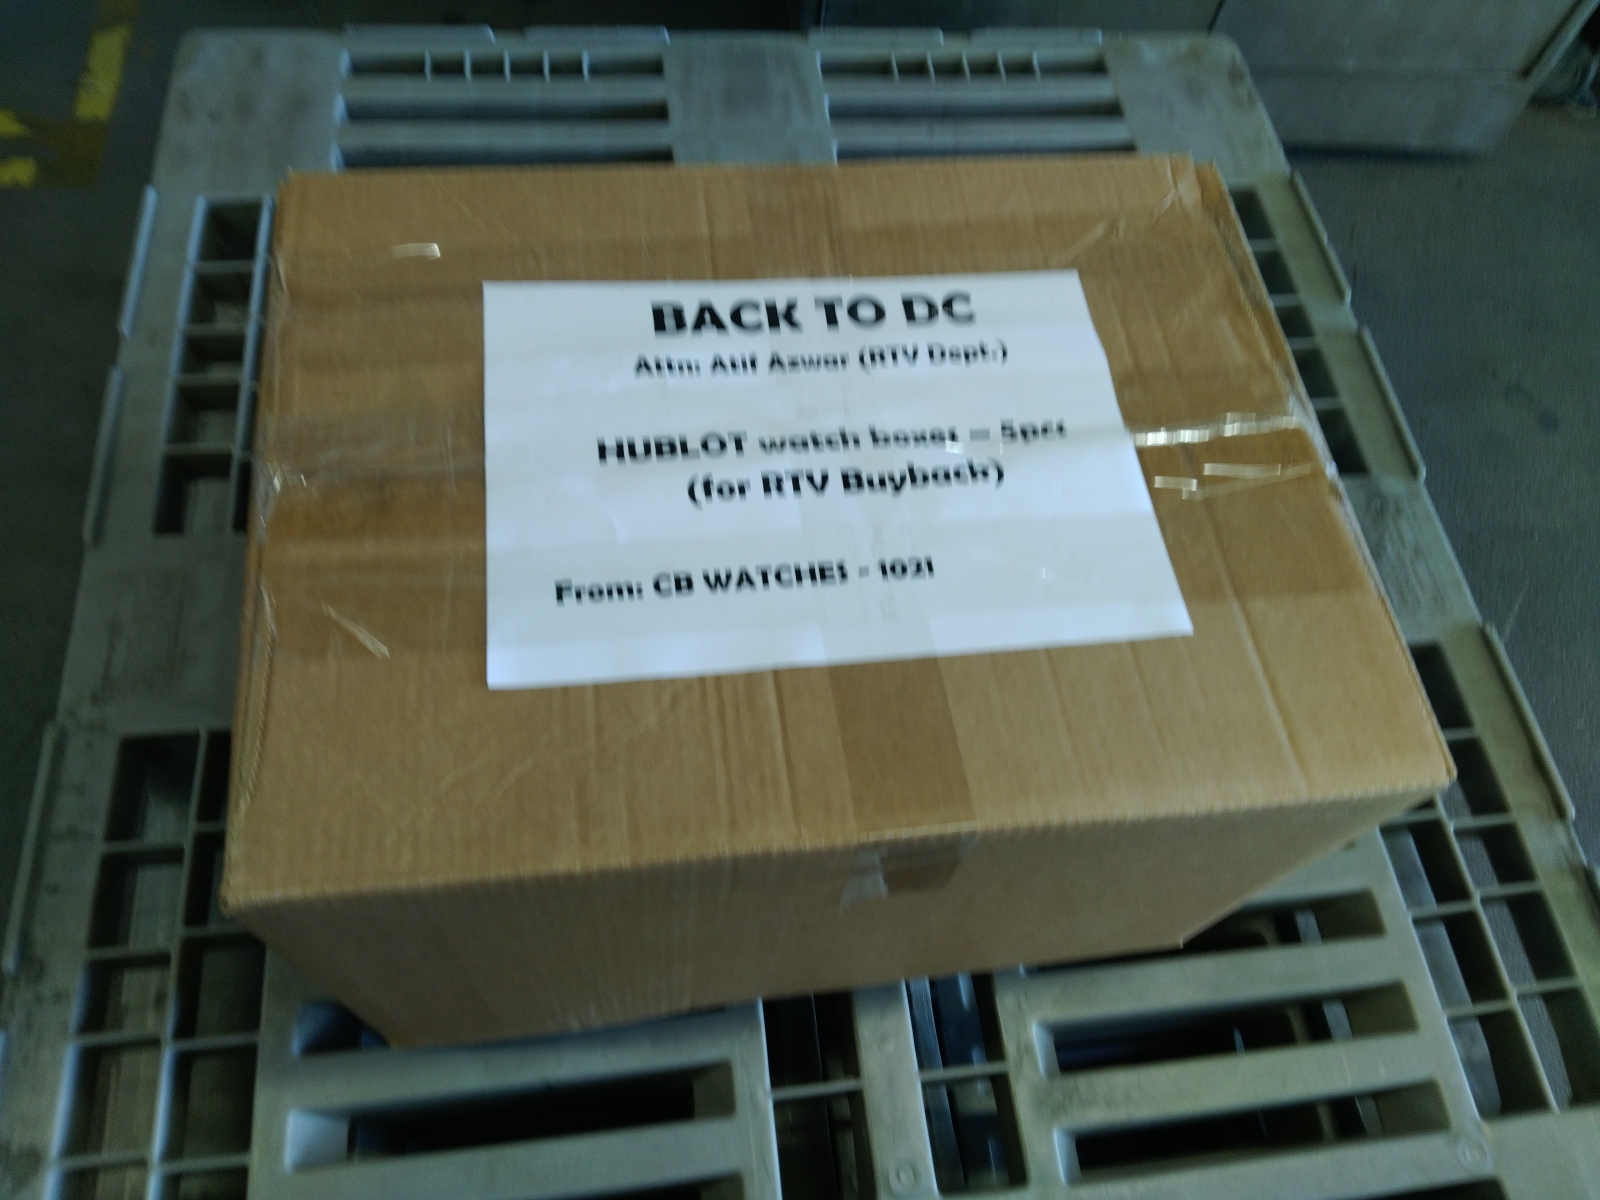 BACK TO DC
Attn: Atif Azwar (RTV Dept.)
HUBLOT watch boxes = 5pcs
(for RTV Buyback)
From: CB WATCHES - 1021